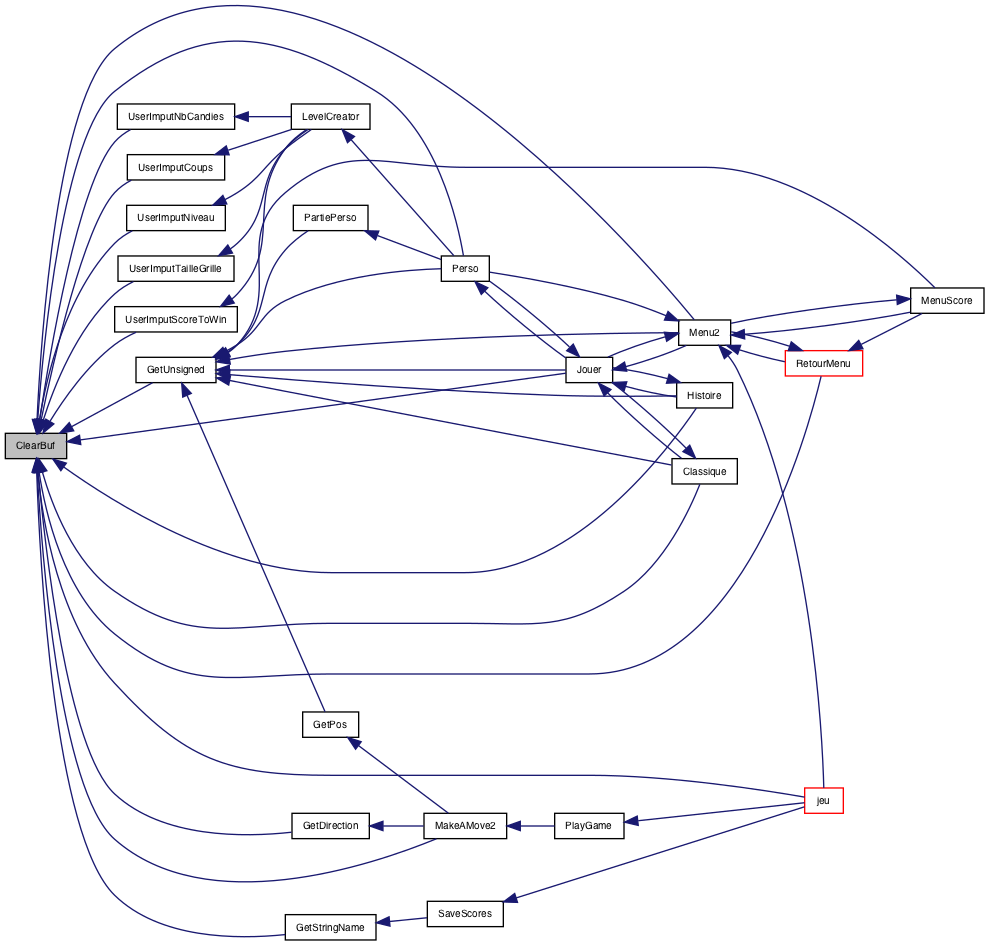 UserImputNbCandies
LevelCreator
UserImputCoups
UserImputNiveau
PartiePerso
UserImputTailleGrille
Perso
MenuScore
UserImputScoreToWin
Menu2
GetUnsigned
Jouer
RetourMenu
Histoire
ClearBuf
Classique
GetPos
jeu
GetDirection
MakeAMove2
PlayGame
GetStringName
SaveScores